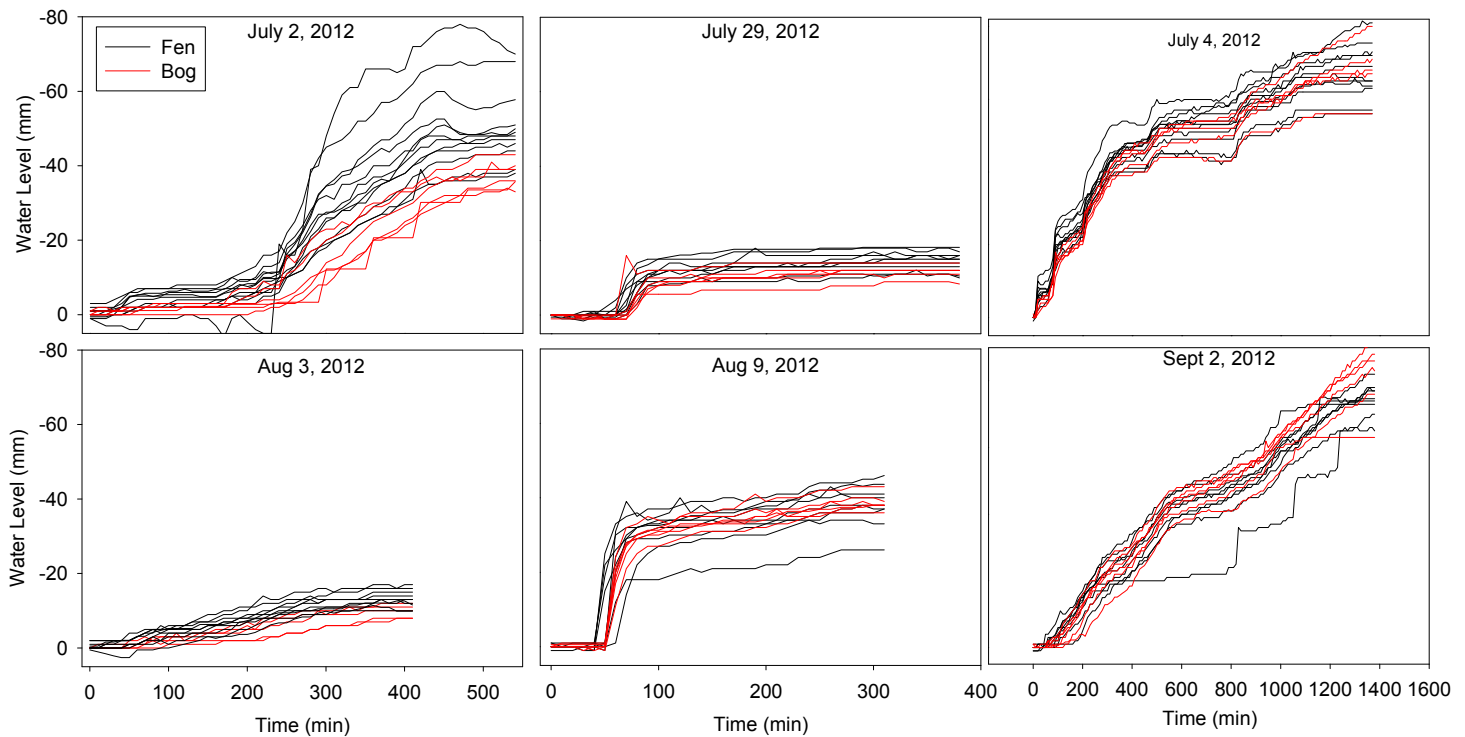 July 2, 2012
Fen
Bog
-80
-60
-40
-20
0
Water Level (mm)
July 29, 2012
July 4, 2012
Aug 3, 2012
-80
-60
-40
-20
0
Water Level (mm)
0 100 200 300 400 500
Time (min)
Aug 9, 2012
0 100 200 300 400
Time (min)
Sept 2, 2012
0 200 400 600 800 1000 1200 1400 1600
Time (min)